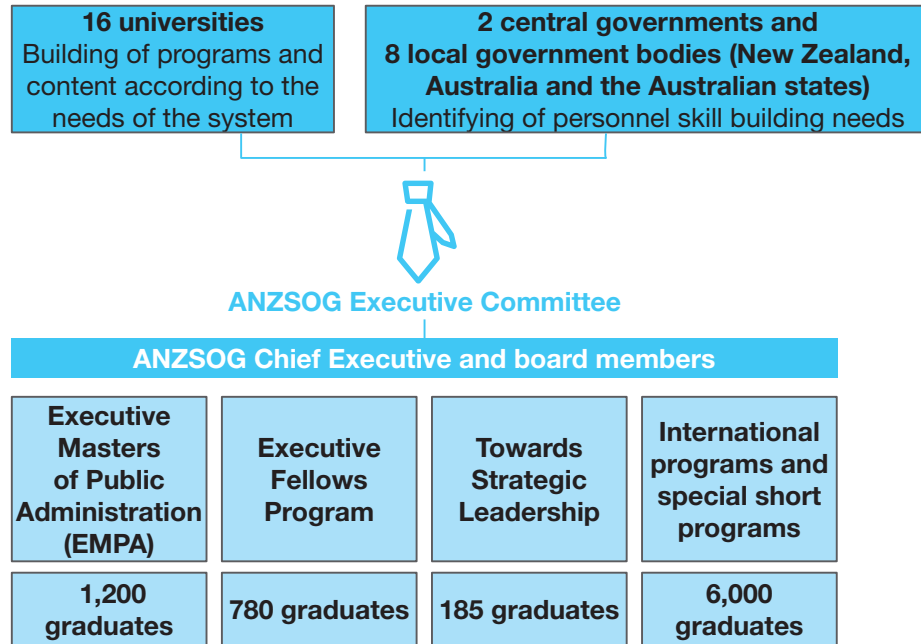 16 universities
Building of programs and
content according to the
needs of the system
2 central governments and
8 local government bodies (New Zealand,
Australia and the Australian states)
Identifying of personnel skill building needs
ANZSOG Executive Committee
ANZSOG Chief Executive and board members
Executive
Masters
of Public
Administration
(EMPA)
Executive
Fellows
Program
Towards
Strategic
Leadership
International
programs and
special short
programs
1,200
graduates
780 graduates
185 graduates
6,000
graduates